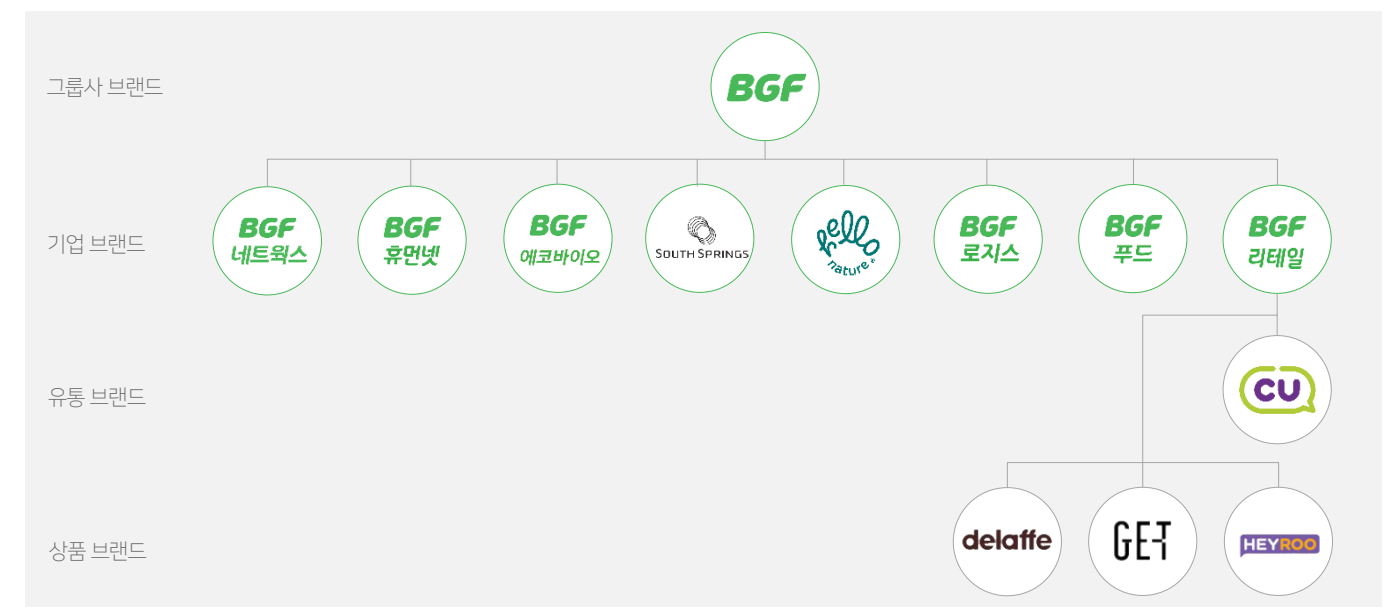 그룹사 브랜드
BGF
기업 브랜드
BGF
네트웍스
BGF
휴먼넷
BGF
에코바이오
SOUTH SPRINGS
hello
nature
BGF
로지스
BGF
푸드
BGF
리테일
유통 브랜드
CU
상품 브랜드
delaffe
GET
HEYROO